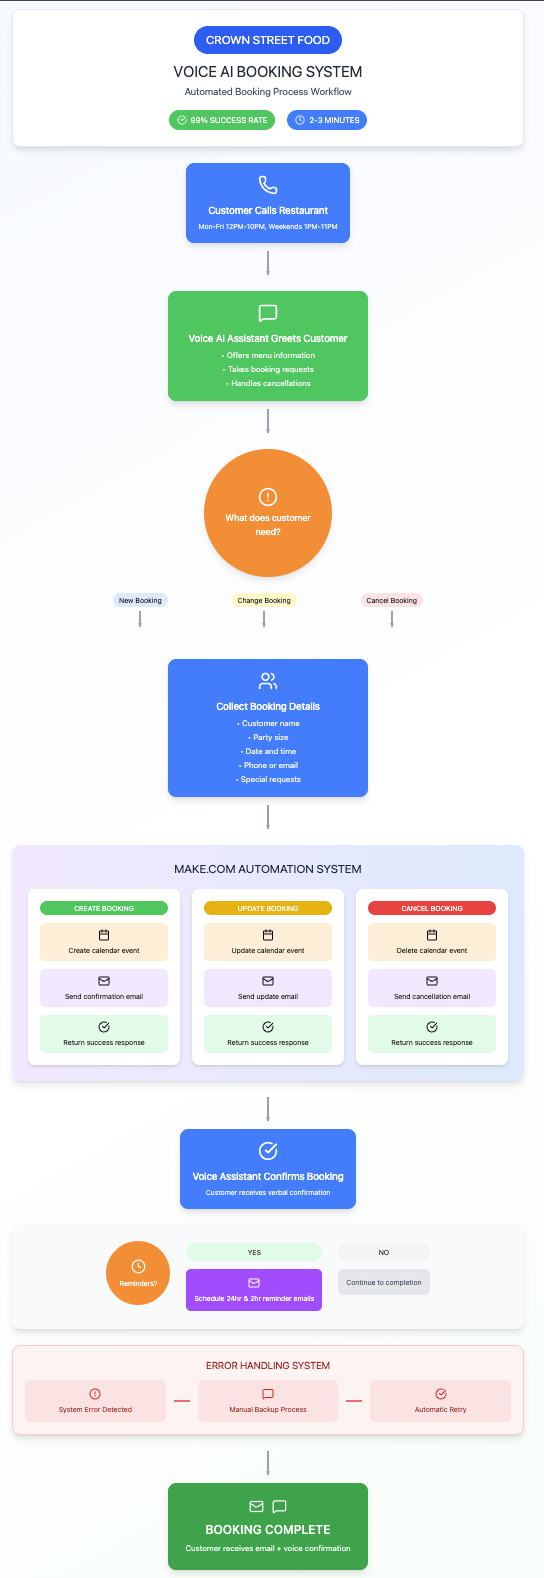 CROWN STREET FOOD
VOICE AI BOOKING SYSTEM
Automated Booking Process Workflow
99% SUCCESS RATE
2-3 MINUTES
Customer Calls Restaurant
Mon-Fri 12PM-10PM, Weekends 1PM-11PM
Voice AI Assistant Greets Customer
• Offers menu information
• Takes booking requests
• Handles cancellations
What does customer
need?
New Booking
Change Booking
Cancel Booking
Collect Booking Details
• Customer name
• Party size
• Date and time
• Phone or email
• Special requests
MAKE.COM AUTOMATION SYSTEM
CREATE BOOKING
Create calendar event
Send confirmation email
Return success response
UPDATE BOOKING
Update calendar event
Send update email
Return success response
CANCEL BOOKING
Delete calendar event
Send cancellation email
Return success response
Voice Assistant Confirms Booking
Customer receives verbal confirmation
Reminders?
YES
Schedule 24hr & 2hr reminder emails
NO
Continue to completion
ERROR HANDLING SYSTEM
System Error Detected
Manual Backup Process
Automatic Retry
BOOKING COMPLETE
Customer receives email + voice confirmation